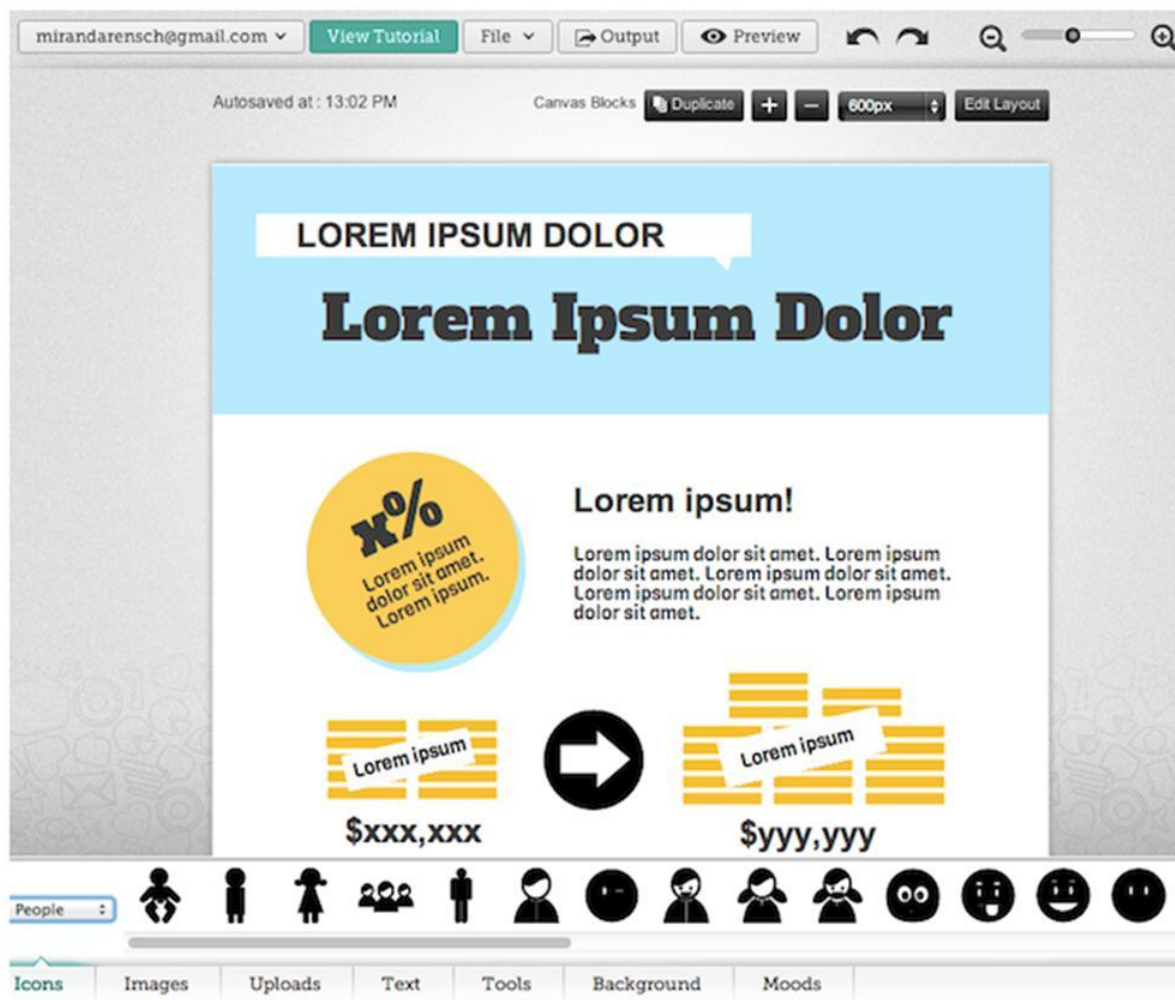 mirandarensch@gmail.com View Tutorial File Output Preview
Autosaved at : 13:02 PM Canvas Blocks Duplicate + − 600px Edit Layout
LOREM IPSUM DOLOR
Lorem Ipsum Dolor
x%
Lorem ipsum
dolor sit amet.
Lorem ipsum.
Lorem ipsum!
Lorem ipsum dolor sit amet. Lorem ipsum
dolor sit amet. Lorem ipsum dolor sit amet.
Lorem ipsum dolor sit amet. Lorem ipsum
dolor sit amet.
Lorem ipsum
Lorem ipsum
$xxx,xxx
$yyy,yyy
People
Icons Images Uploads Text Tools Background Moods